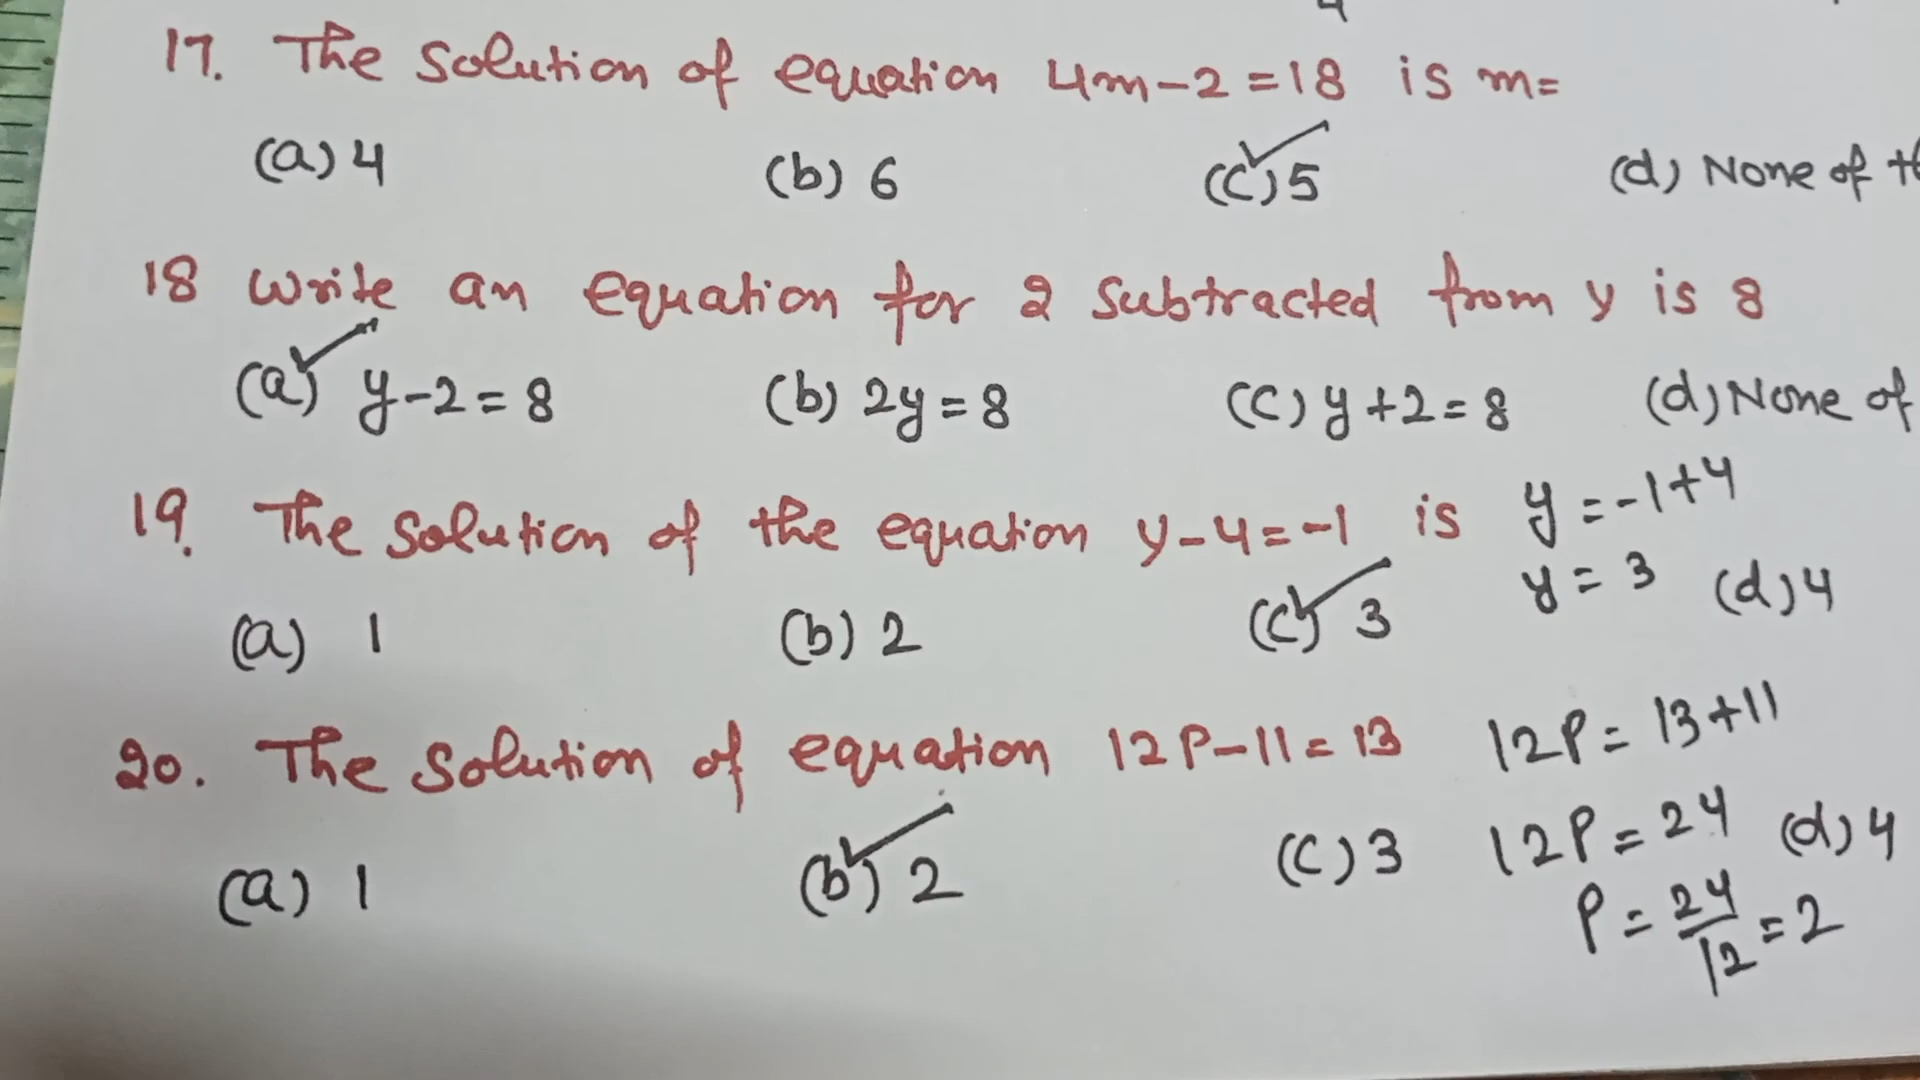 17. The solution of equation 4m-2=18 is m=
(a) 4 (b) 6 (c) 5 (d) None of
18 Write an equation for 2 subtracted from y is 8
(a) y-2=8 (b) 2y=8 (c) y+2=8 (d) None of
19. The solution of the equation y-4=-1 is y=-1+4
y=3
(a) 1 (b) 2 (c) 3 (d) 4
20. The solution of equation 12P-11=13 12P=13+11
(a) 1 (b) 2 (c) 3 12P=24 (d) 4
P=24/12=2